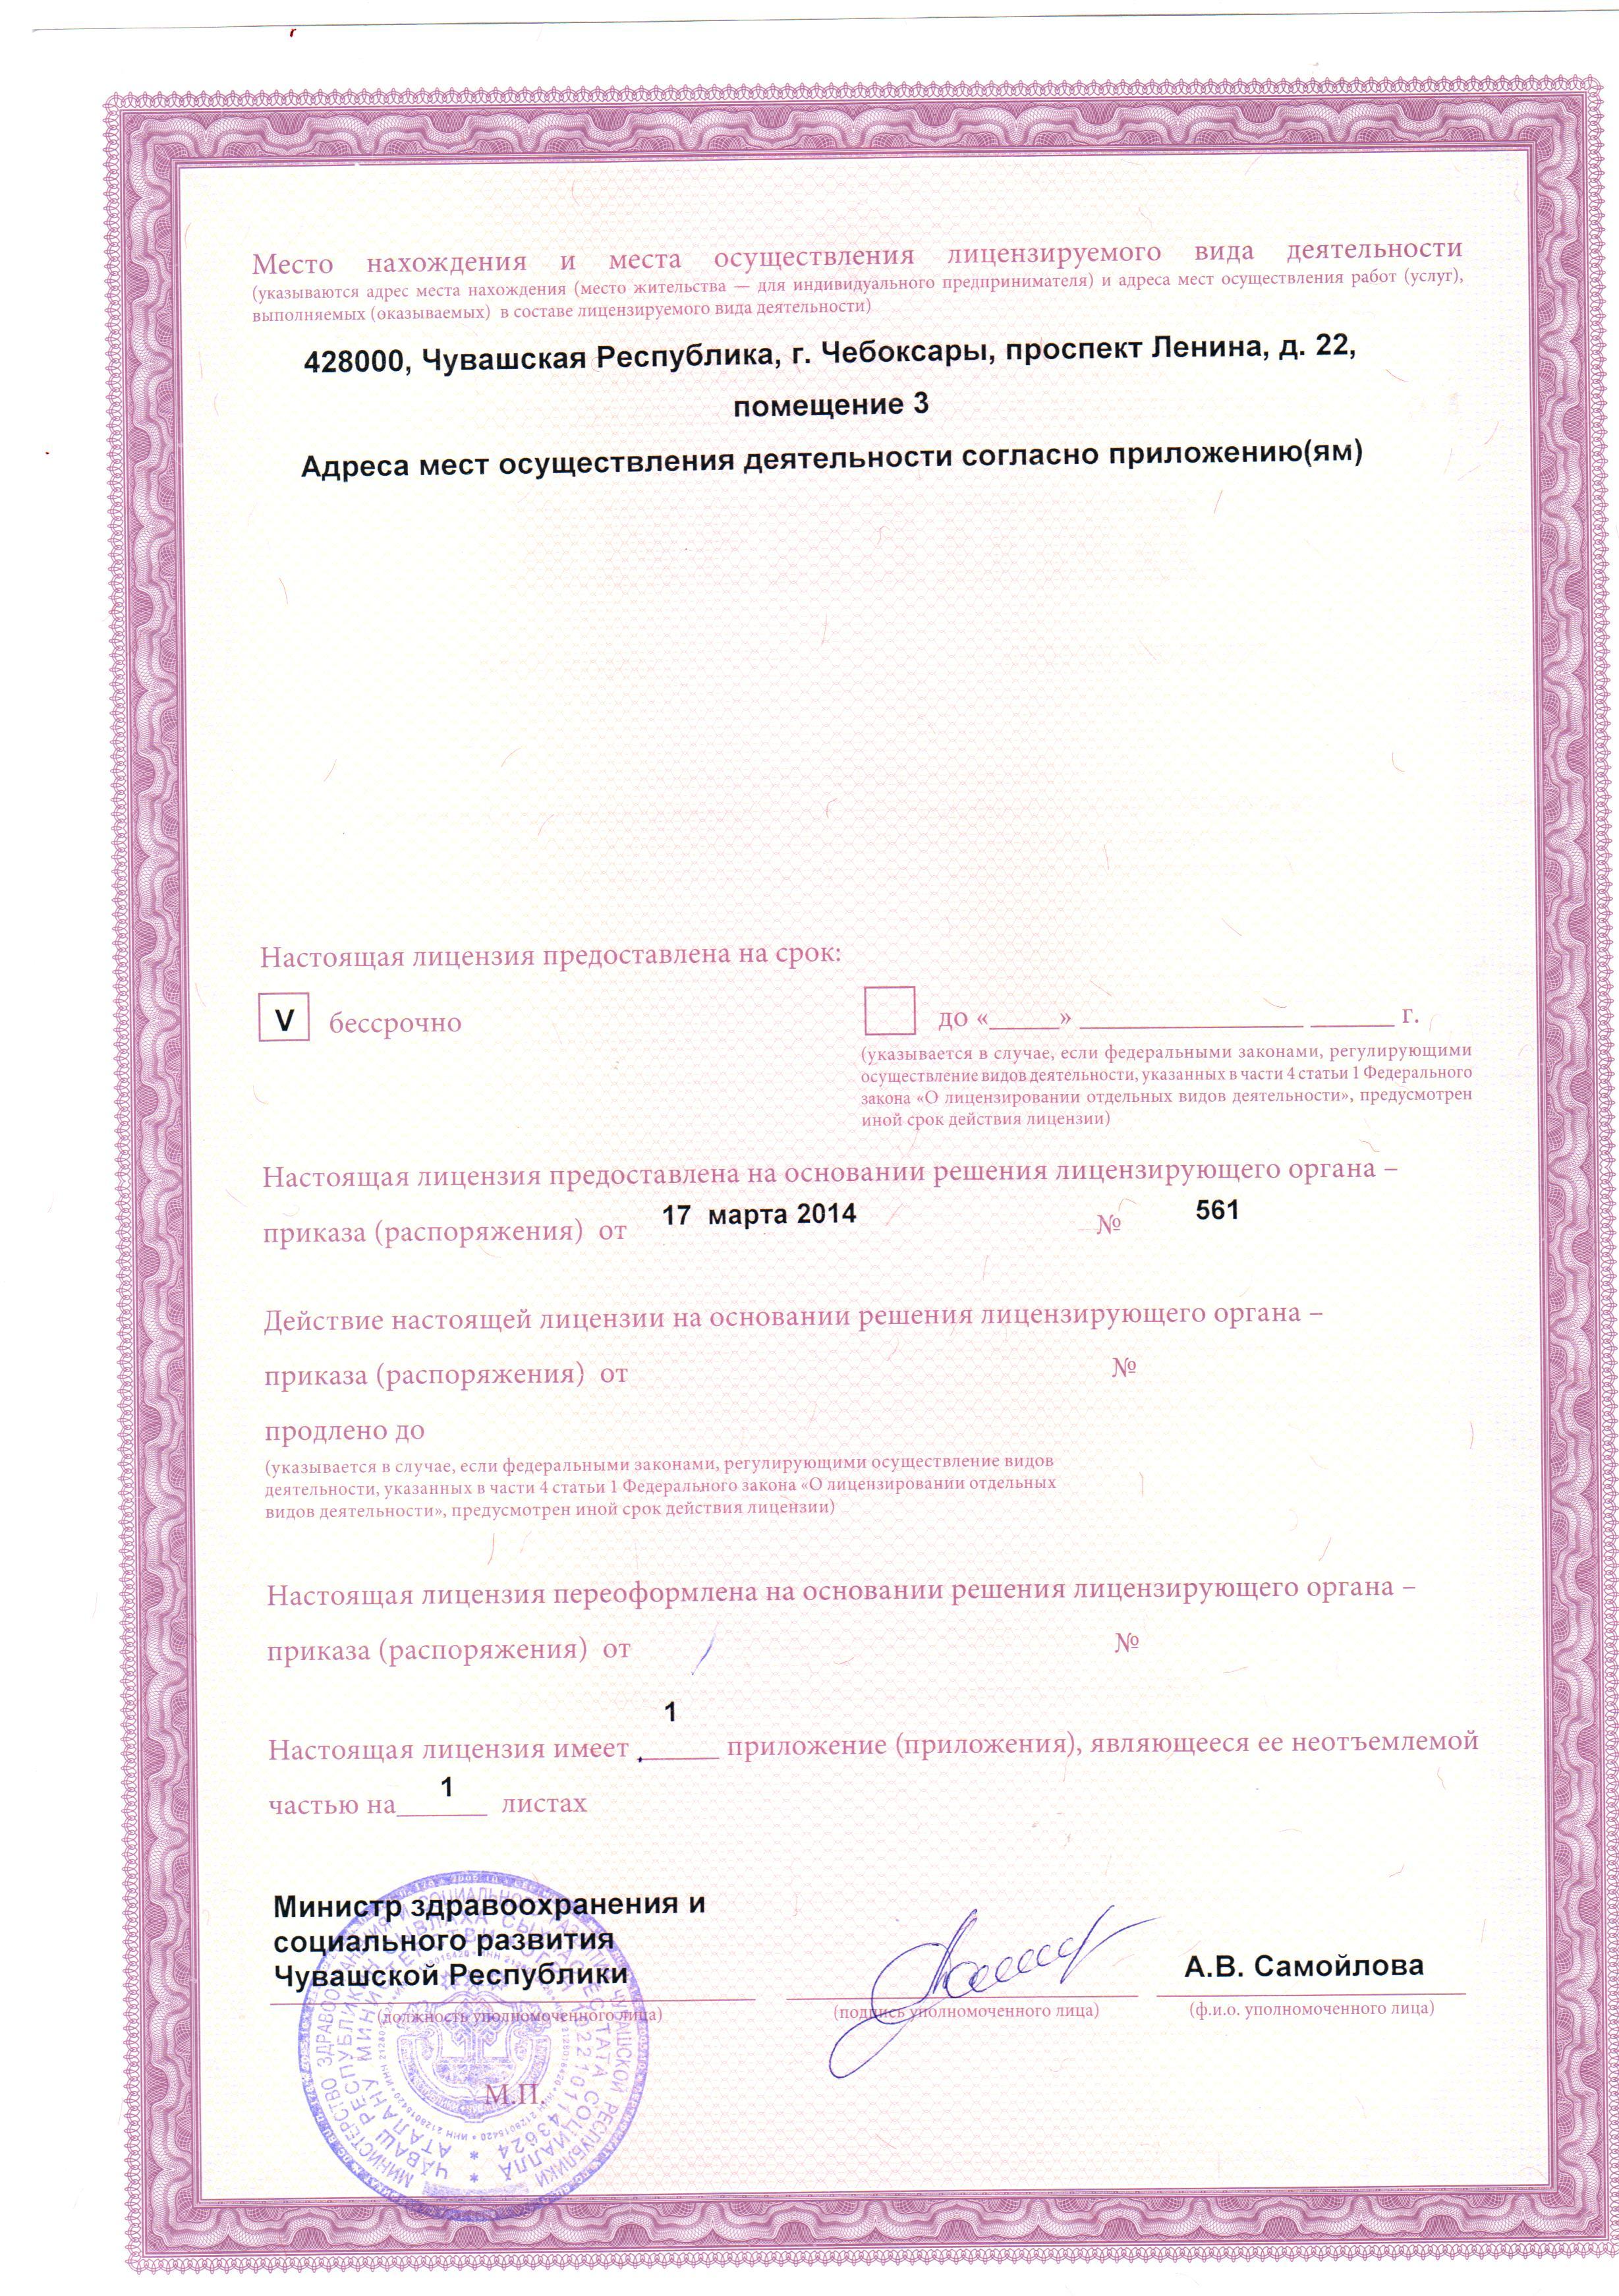 Место нахождения и места осуществления лицензируемого вида деятельности
(указываются адрес места нахождения (место жительства — для индивидуального предпринимателя) и адреса мест осуществления работ (услуг),
выполняемых (оказываемых) в составе лицензируемого вида деятельности)
428000, Чувашская Республика, г. Чебоксары, проспект Ленина, д. 22,
помещение 3
Адреса мест осуществления деятельности согласно приложению(ям)
Настоящая лицензия предоставлена на срок:
V бессрочно
до «_____» ________________ ______ г.
(указывается в случае, если федеральными законами, регулирующими
осуществление видов деятельности, указанных в части 4 статьи 1 Федерального
закона «О лицензировании отдельных видов деятельности», предусмотрен
иной срок действия лицензии)
Настоящая лицензия предоставлена на основании решения лицензирующего органа –
приказа (распоряжения) от 17 марта 2014 № 561
Действие настоящей лицензии на основании решения лицензирующего органа –
приказа (распоряжения) от №
продлено до
(указывается в случае, если федеральными законами, регулирующими осуществление видов
деятельности, указанных в части 4 статьи 1 Федерального закона «О лицензировании отдельных
видов деятельности», предусмотрен иной срок действия лицензии)
Настоящая лицензия переоформлена на основании решения лицензирующего органа –
приказа (распоряжения) от №
Настоящая лицензия имеет 1 приложение (приложения), являющееся ее неотъемлемой
частью на 1 листах
Министр здравоохранения и
социального развития
Чувашской Республики
А.В. Самойлова
(должность уполномоченного лица)
(подпись уполномоченного лица)
(ф.и.о. уполномоченного лица)
М.П.